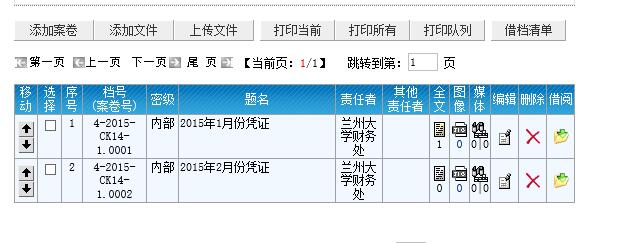 添加案卷 添加文件 上传文件 打印当前 打印所有 打印队列 借档清单
第一页 上一页 下一页 尾 页 【当前页：1/1】 跳转到第：1 页
移动 选择 序号 档号(案卷号) 密级 题名 责任者 其他责任者 全文 图像 媒体 编辑 删除 借阅
1 4-2015-CK14-1.0001 内部 2015年1月份凭证 兰州大学财务处 1 0 0|0
2 4-2015-CK14-1.0002 内部 2015年2月份凭证 兰州大学财务处 0 0 0|0